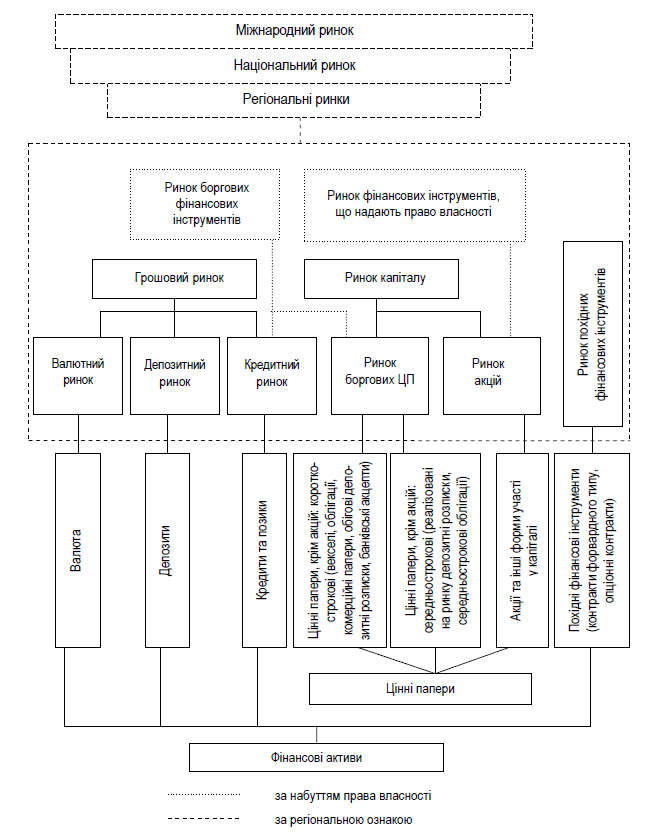 Міжнародний ринок
Національний ринок
Регіональні ринки
Ринок боргових
фінансових
інструментів
Ринок фінансових інструментів,
що надають право власності
Грошовий ринок
Ринок капіталу
Ринок похідних
фінансових інструментів
Валютний
ринок
Депозитний
ринок
Кредитний
ринок
Ринок
боргових ЦП
Ринок
акцій
Валюта
Депозити
Кредити та позики
Цінні папери, крім акцій: коротко-
строкові (векселі, облігації,
комерційні папери, обігові депо-
зитні розписки, банківські акцепти)
Цінні папери, крім акцій:
середньострокові (реалізовані
на ринку депозитні розписки,
середньострокові облігації)
Акції та інші форми участі
у капіталі
Похідні фінансові інструменти
(контракти форвардного типу,
опціонні контракти)
Цінні папери
Фінансові активи
за набуттям права власності
за регіональною ознакою